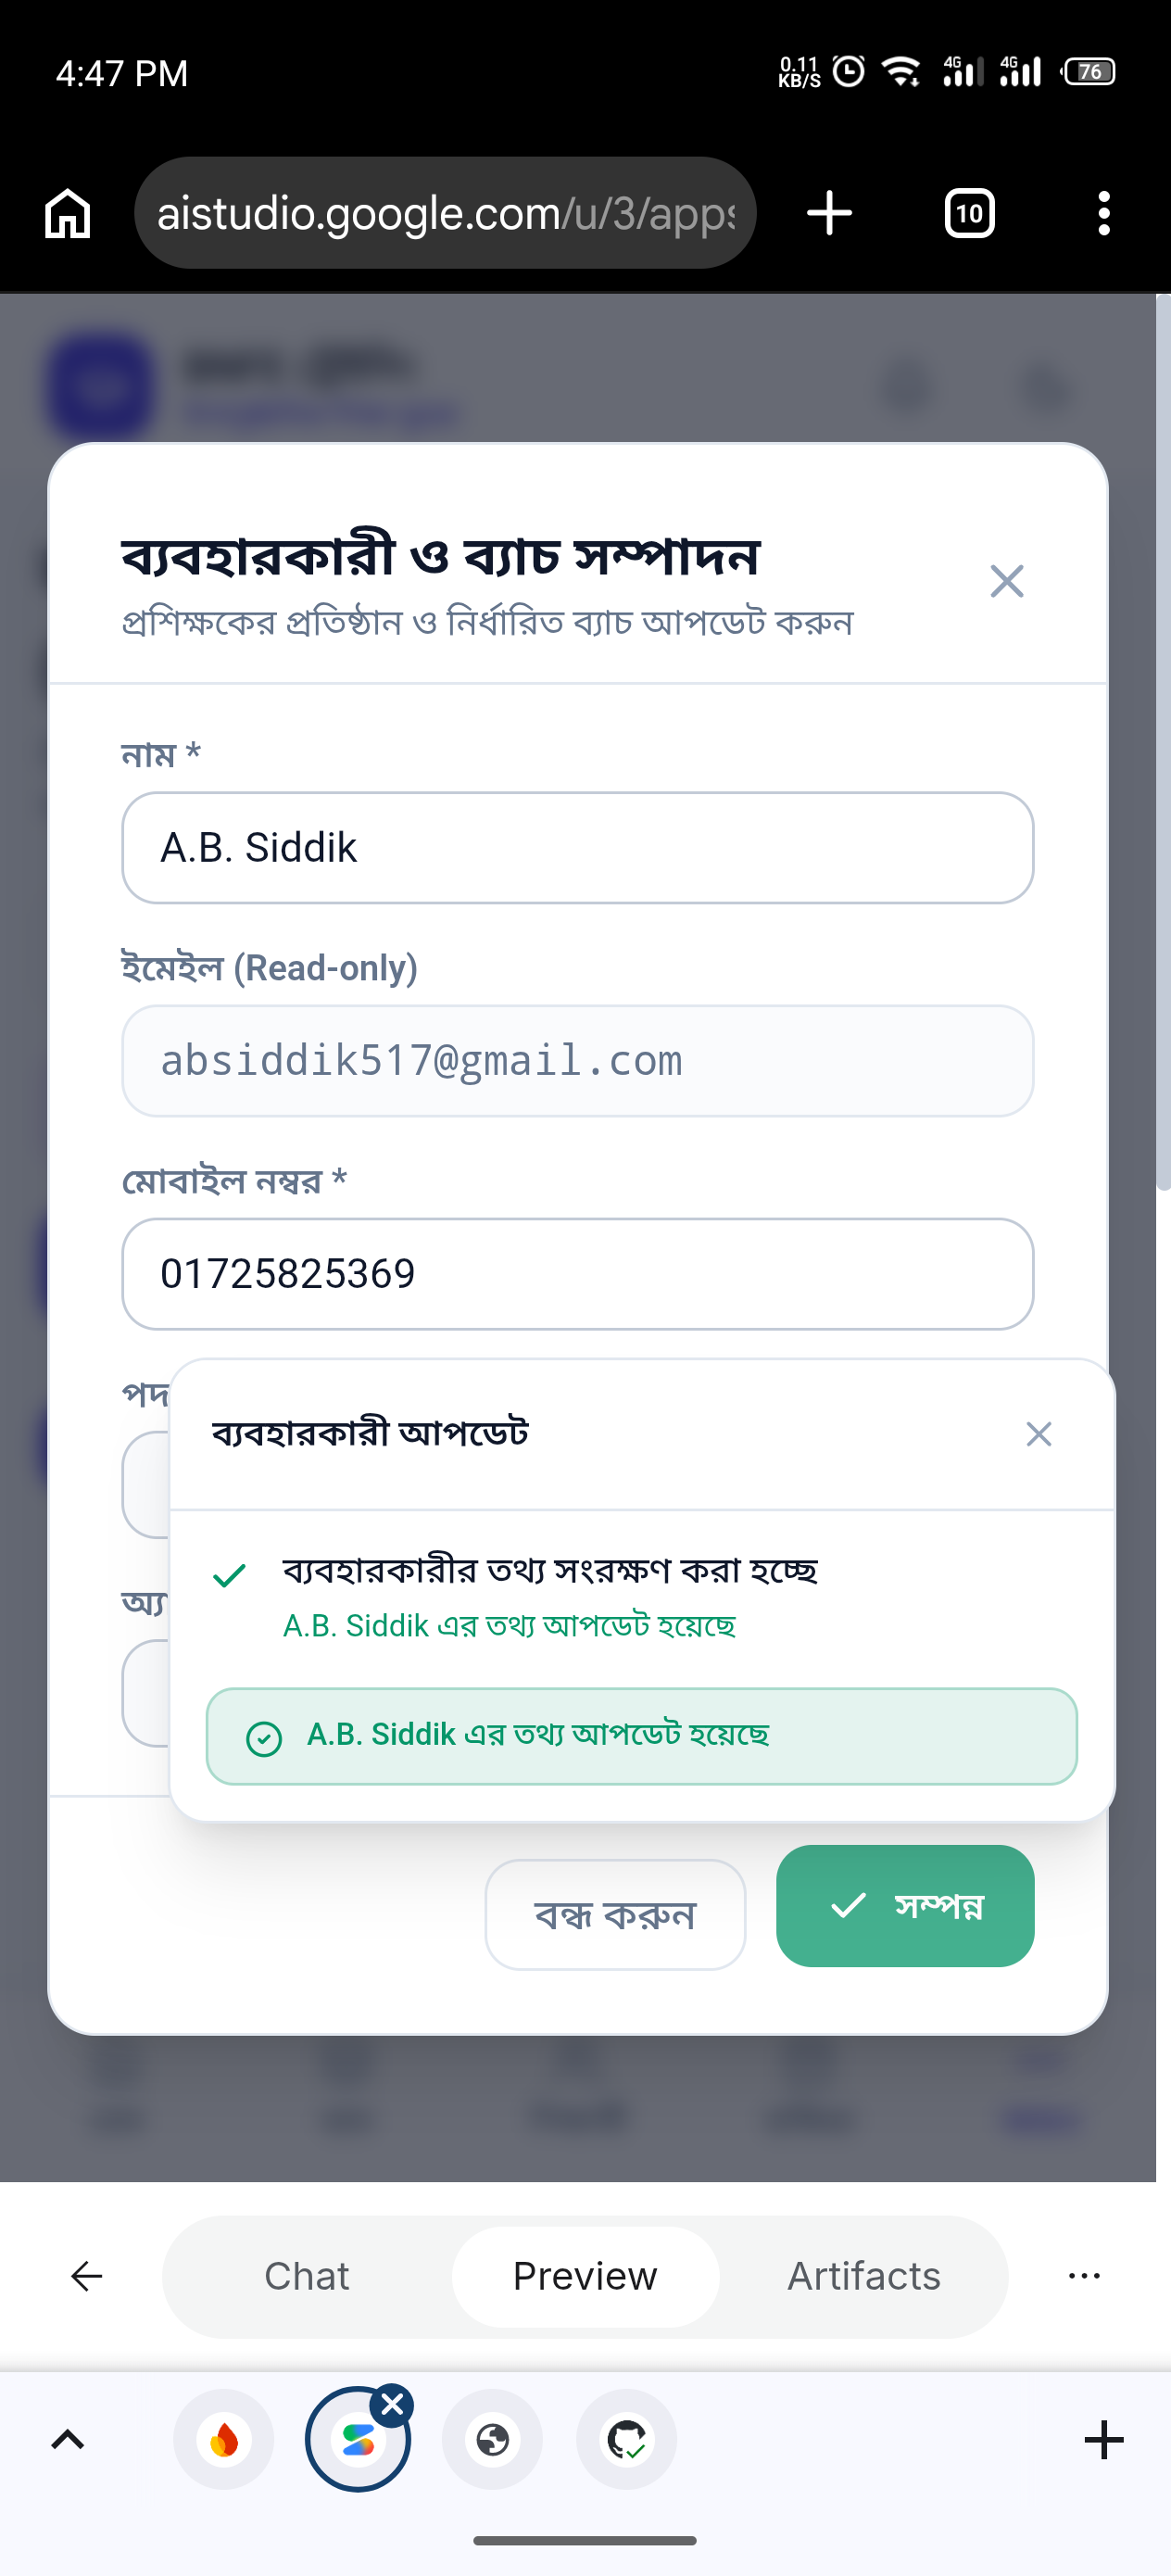 4:47 PM
0.11
KB/S
4G
4G
76
aistudio.google.com/u/3/apps
10
ব্যবহারকারী ও ব্যাচ সম্পাদন
প্রশিক্ষকের প্রতিষ্ঠান ও নির্ধারিত ব্যাচ আপডেট করুন
নাম *
A.B. Siddik
ইমেইল (Read-only)
absiddik517@gmail.com
মোবাইল নম্বর *
01725825369
ব্যবহারকারী আপডেট
ব্যবহারকারীর তথ্য সংরক্ষণ করা হচ্ছে
A.B. Siddik এর তথ্য আপডেট হয়েছে
A.B. Siddik এর তথ্য আপডেট হয়েছে
বন্ধ করুন
সম্পন্ন
Chat
Preview
Artifacts